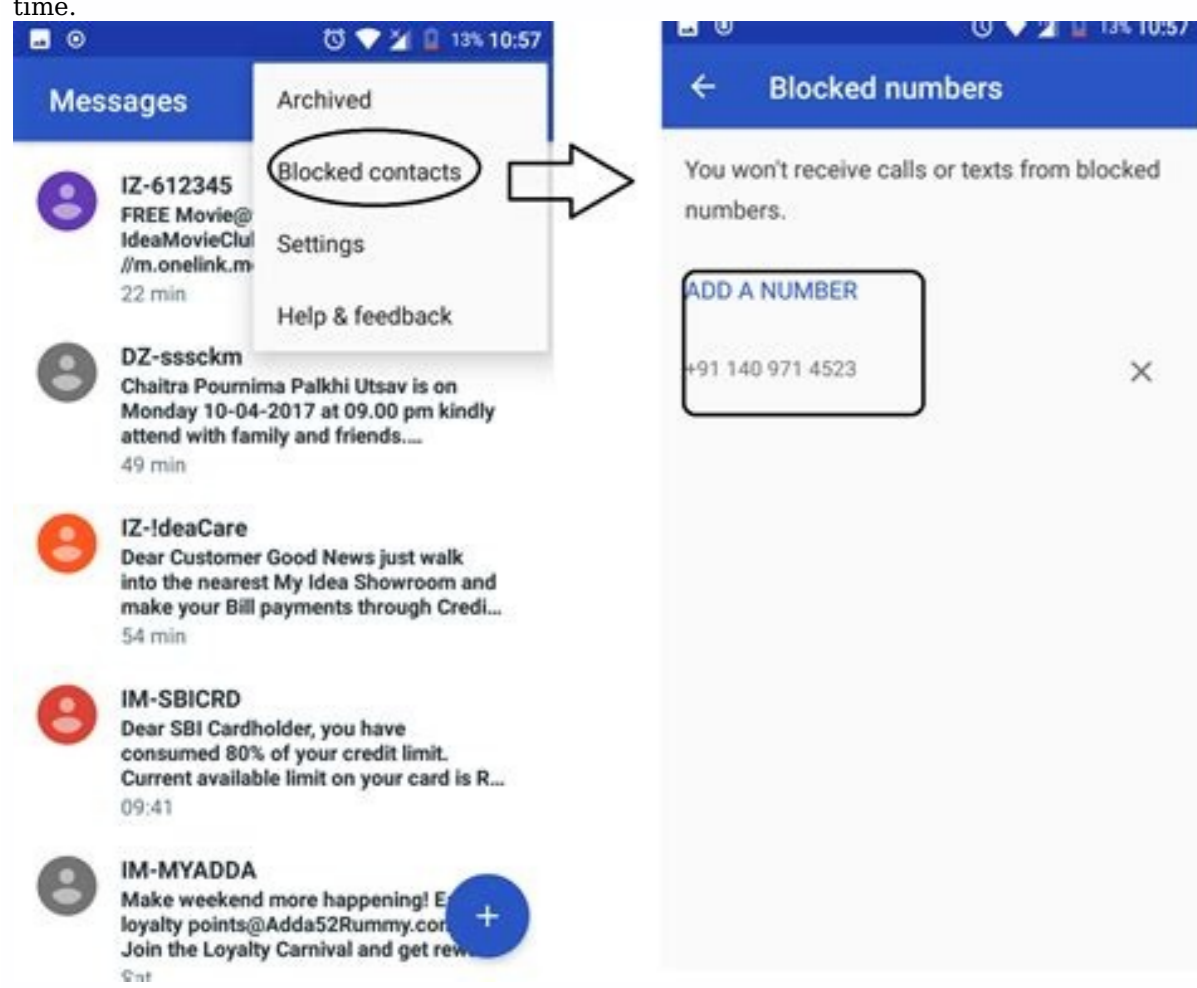 time.
13% 10:57
Messages
Archived
Blocked contacts
Settings
Help & feedback
IZ-612345
FREE Movie@
IdeaMovieClu
//m.onelink.m
22 min
DZ-sssckm
Chaitra Pournima Palkhi Utsav is on
Monday 10-04-2017 at 09.00 pm kindly
attend with family and friends....
49 min
IZ-!deaCare
Dear Customer Good News just walk
into the nearest My Idea Showroom and
make your Bill payments through Credi...
54 min
IM-SBICRD
Dear SBI Cardholder, you have
consumed 80% of your credit limit.
Current available limit on your card is R...
09:41
IM-MYADDA
Make weekend more happening! E
loyalty points@Adda52Rummy.com
Join the Loyalty Carnival and get rew
Sat
13% 10:57
Blocked numbers
You won't receive calls or texts from blocked
numbers.
ADD A NUMBER
+91 140 971 4523